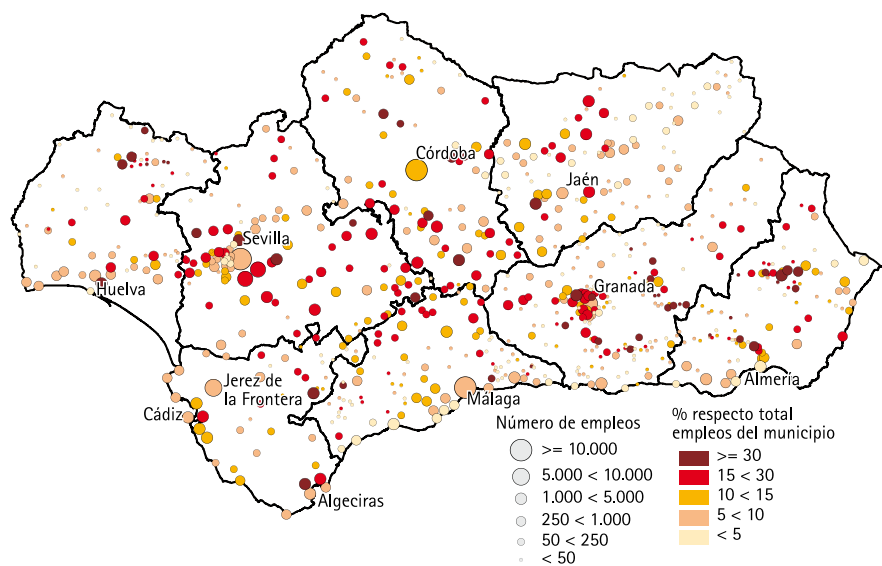 Córdoba
Jaén
Sevilla
Huelva
Granada
Jerez de
la Frontera
Málaga
Almería
Cádiz
Algeciras
Número de empleos
>= 10.000
5.000 < 10.000
1.000 < 5.000
250 < 1.000
50 < 250
< 50
% respecto total
empleos del municipio
>= 30
15 < 30
10 < 15
5 < 10
< 5